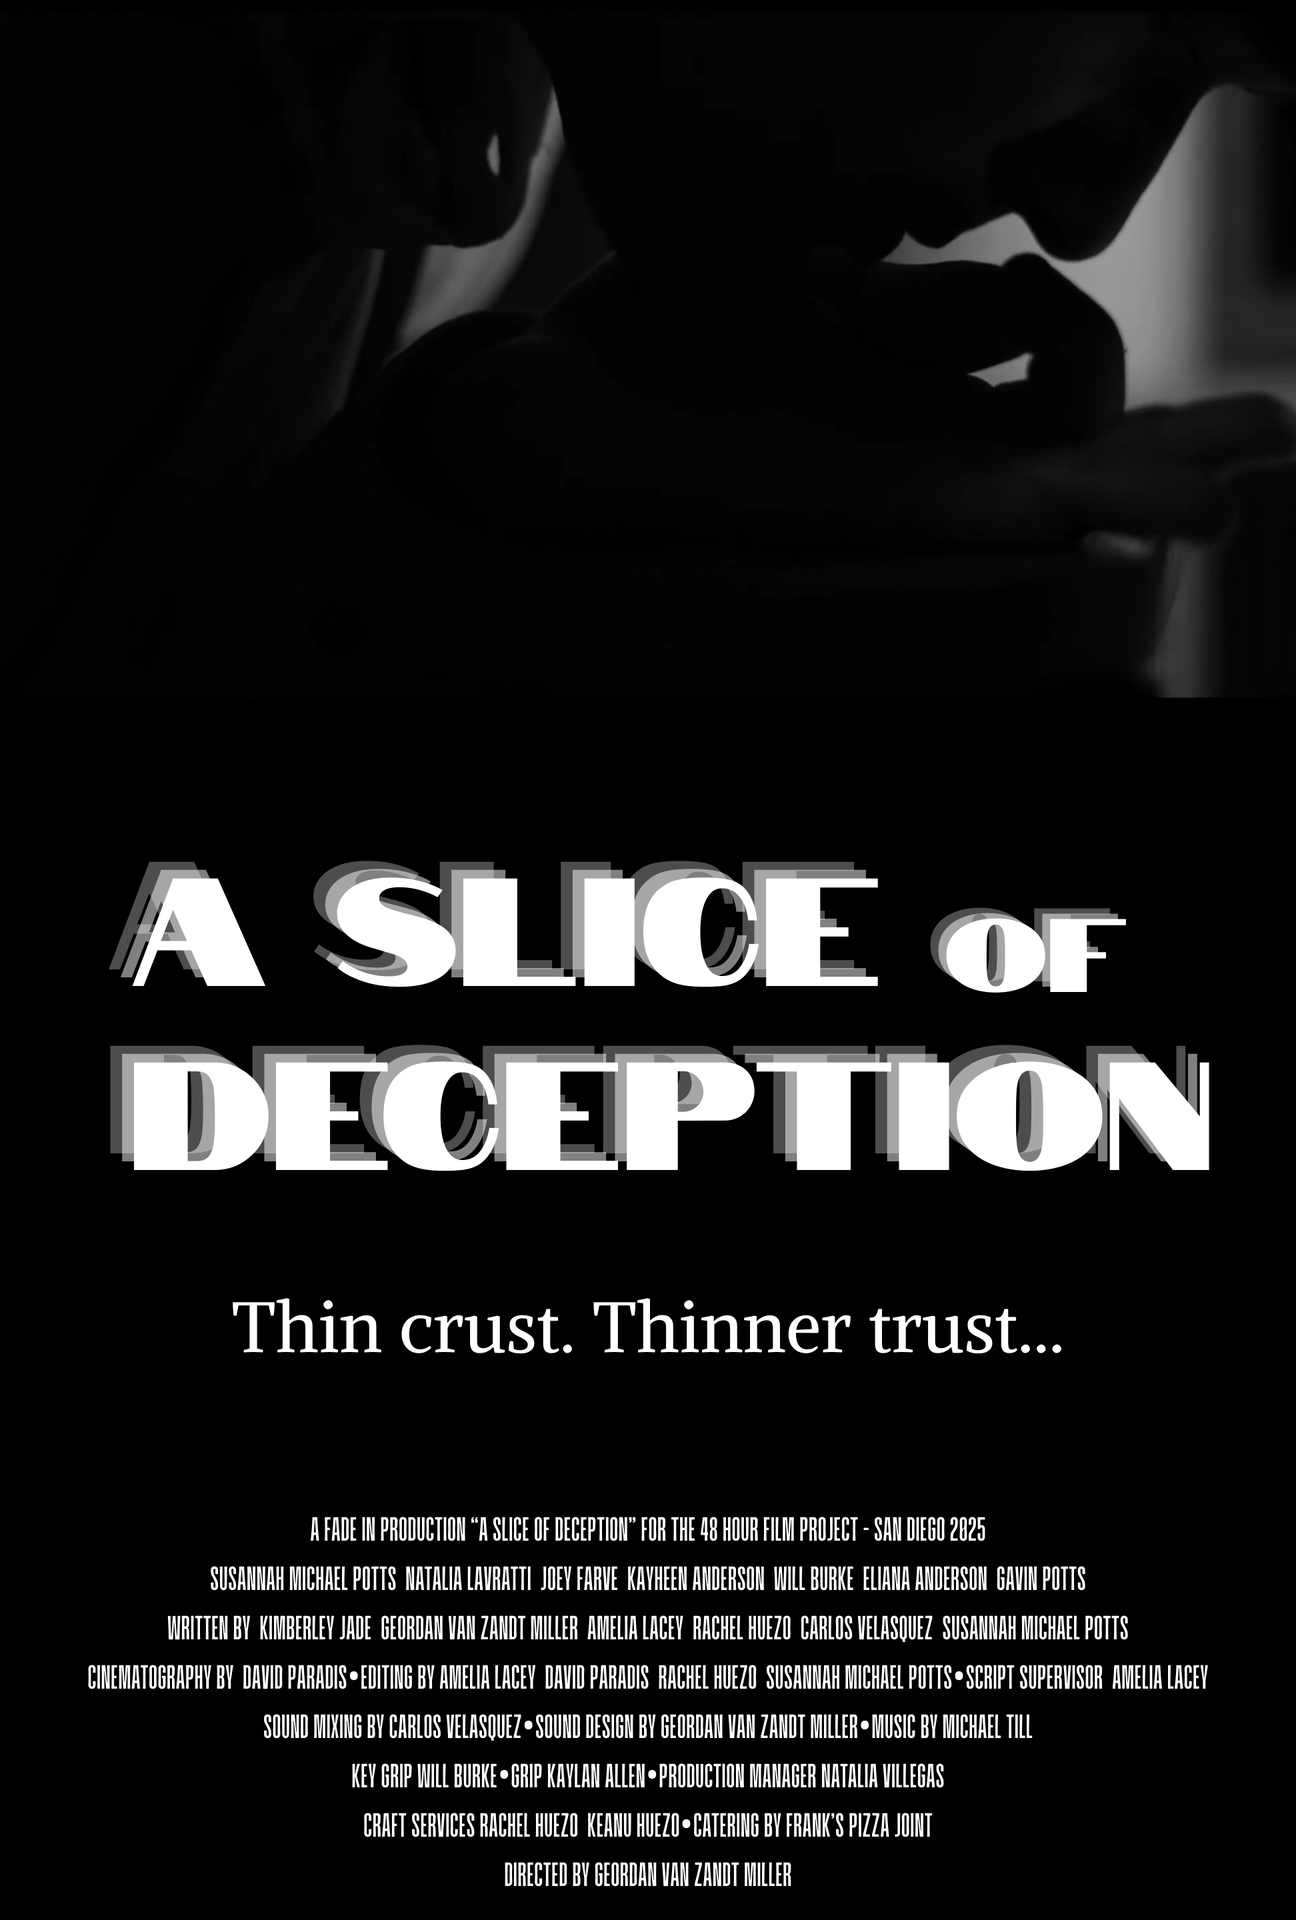 A SLICE OF
DECEPTION
Thin crust. Thinner trust...
A FADE IN PRODUCTION “A SLICE OF DECEPTION” FOR THE 48 HOUR FILM PROJECT - SAN DIEGO 2025
SUSANNAH MICHAEL POTTS NATALIA LAVRATTI JOEY FARVE KAYHEEN ANDERSON WILL BURKE ELIANA ANDERSON GAVIN POTTS
WRITTEN BY KIMBERLEY JADE GEORDAN VAN ZANDT MILLER AMELIA LACEY RACHEL HUEZO CARLOS VELASQUEZ SUSANNAH MICHAEL POTTS
CINEMATOGRAPHY BY DAVID PARADIS•EDITING BY AMELIA LACEY DAVID PARADIS RACHEL HUEZO SUSANNAH MICHAEL POTTS•SCRIPT SUPERVISOR AMELIA LACEY
SOUND MIXING BY CARLOS VELASQUEZ•SOUND DESIGN BY GEORDAN VAN ZANDT MILLER•MUSIC BY MICHAEL TILL
KEY GRIP WILL BURKE•GRIP KAYLAN ALLEN•PRODUCTION MANAGER NATALIA VILLEGAS
CRAFT SERVICES RACHEL HUEZO KEANU HUEZO•CATERING BY FRANK’S PIZZA JOINT
DIRECTED BY GEORDAN VAN ZANDT MILLER